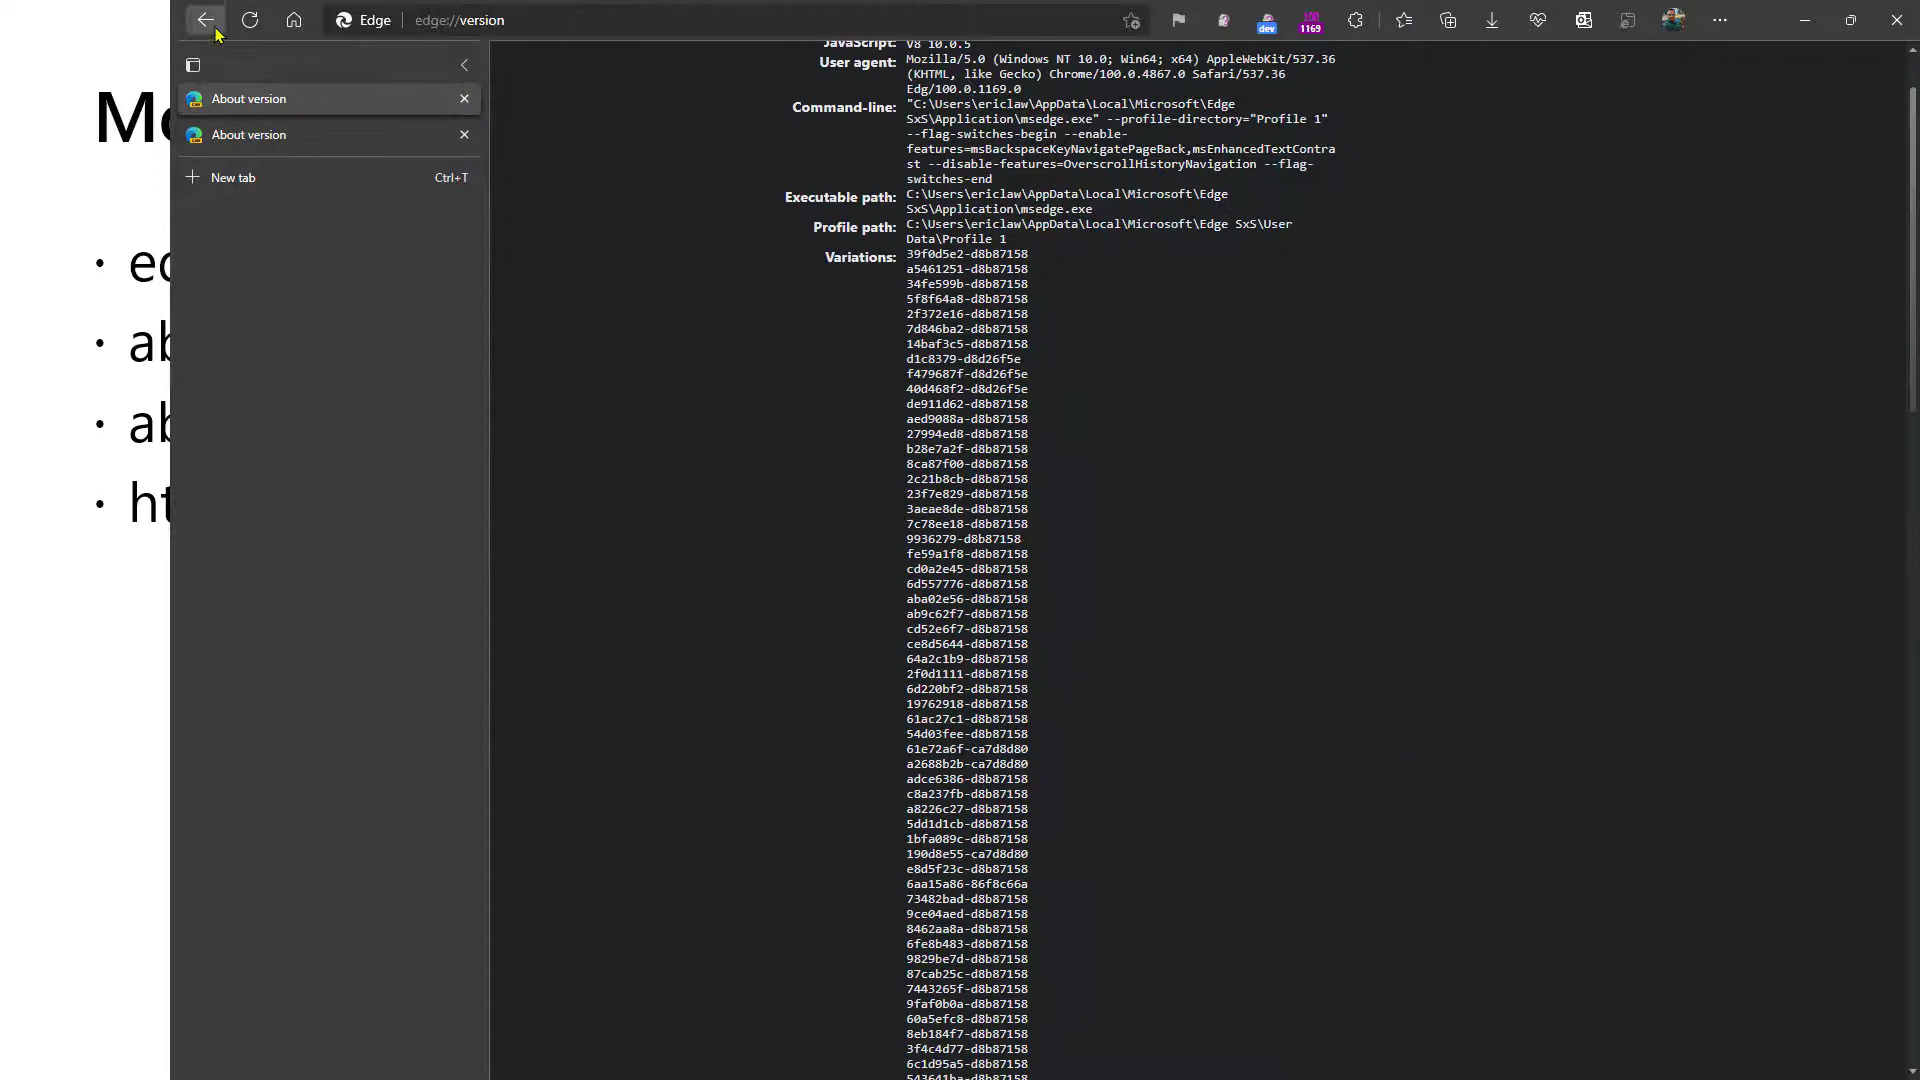 Edge | edge://version
dev
100
1169
Mo
• ed
• ab
• ab
• ht
About version
About version
New tab Ctrl+T
JavaScript: V8 10.0.5
User agent: Mozilla/5.0 (Windows NT 10.0; Win64; x64) AppleWebKit/537.36
(KHTML, like Gecko) Chrome/100.0.4867.0 Safari/537.36
Edg/100.0.1169.0
Command-line: "C:\Users\ericlaw\AppData\Local\Microsoft\Edge
SxS\Application\msedge.exe" --profile-directory="Profile 1"
--flag-switches-begin --enable-
features=msBackspaceKeyNavigatePageBack,msEnhancedTextContra
st --disable-features=OverscrollHistoryNavigation --flag-
switches-end
Executable path: C:\Users\ericlaw\AppData\Local\Microsoft\Edge
SxS\Application\msedge.exe
Profile path: C:\Users\ericlaw\AppData\Local\Microsoft\Edge SxS\User
Data\Profile 1
Variations: 39f0d5e2-d8b87158
a5461251-d8b87158
34fe599b-d8b87158
5f8f64a8-d8b87158
2f372e16-d8b87158
7d846ba2-d8b87158
14baf3c5-d8b87158
d1c8379-d8d26f5e
f479687f-d8d26f5e
40d468f2-d8d26f5e
de911d62-d8b87158
aed9088a-d8b87158
27994ed8-d8b87158
b28e7a2f-d8b87158
8ca87f00-d8b87158
2c21b8cb-d8b87158
23f7e829-d8b87158
3aeae8de-d8b87158
7c78ee18-d8b87158
9936279-d8b87158
fe59a1f8-d8b87158
cd0a2e45-d8b87158
6d557776-d8b87158
aba02e56-d8b87158
ab9c62f7-d8b87158
cd52e6f7-d8b87158
ce8d5644-d8b87158
64a2c1b9-d8b87158
2f0d1111-d8b87158
6d220bf2-d8b87158
19762918-d8b87158
61ac27c1-d8b87158
54d03fee-d8b87158
61e72a6f-ca7d8d80
a2688b2b-ca7d8d80
adce6386-d8b87158
c8a237fb-d8b87158
a8226c27-d8b87158
5dd1d1cb-d8b87158
1bfa089c-d8b87158
190d8e55-ca7d8d80
e8d5f23c-d8b87158
6aa15a86-86f8c66a
73482bad-d8b87158
9ce04aed-d8b87158
8462aa8a-d8b87158
6fe8b483-d8b87158
9829be7d-d8b87158
87cab25c-d8b87158
7443265f-d8b87158
9faf0b0a-d8b87158
60a5efc8-d8b87158
8eb184f7-d8b87158
3f4c4d77-d8b87158
6c1d95a5-d8b87158
543641ba-d8b87158